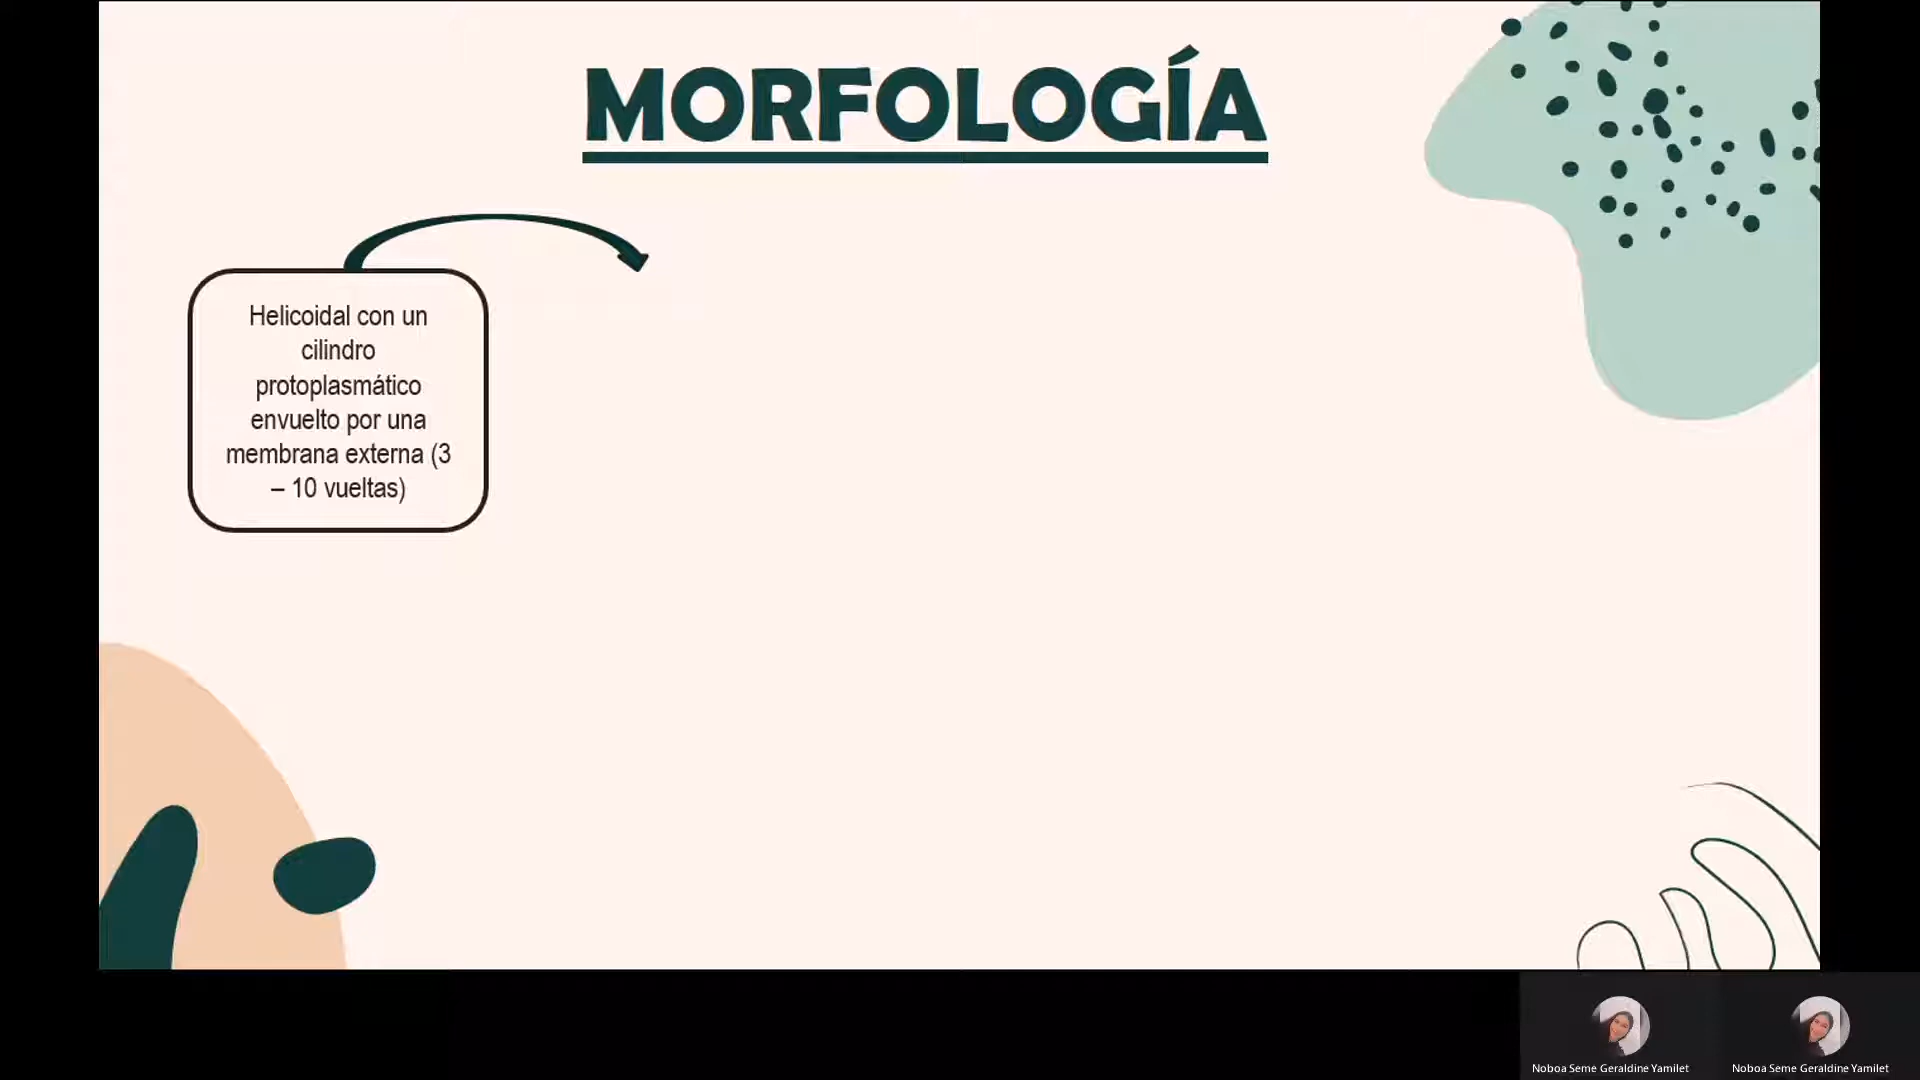 MORFOLOGÍA
Helicoidal con un
cilindro
protoplasmático
envuelto por una
membrana externa (3
– 10 vueltas)
Noboa Seme Geraldine Yamilet
Noboa Seme Geraldine Yamilet